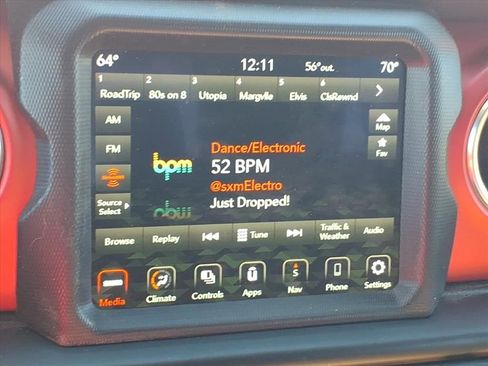 64° 12:11 56°out. 70°
1 2 3 4 5 6
RoadTrip 80s on 8 Utopia Margvlle Elvis ClsRewnd
AM
FM
Source Select
bpm
Dance/Electronic
52 BPM
@sxmElectro
Just Dropped!
Map
Fav
Browse Replay Tune Traffic & Weather Audio
S
Media Climate Controls Apps Nav Phone Settings